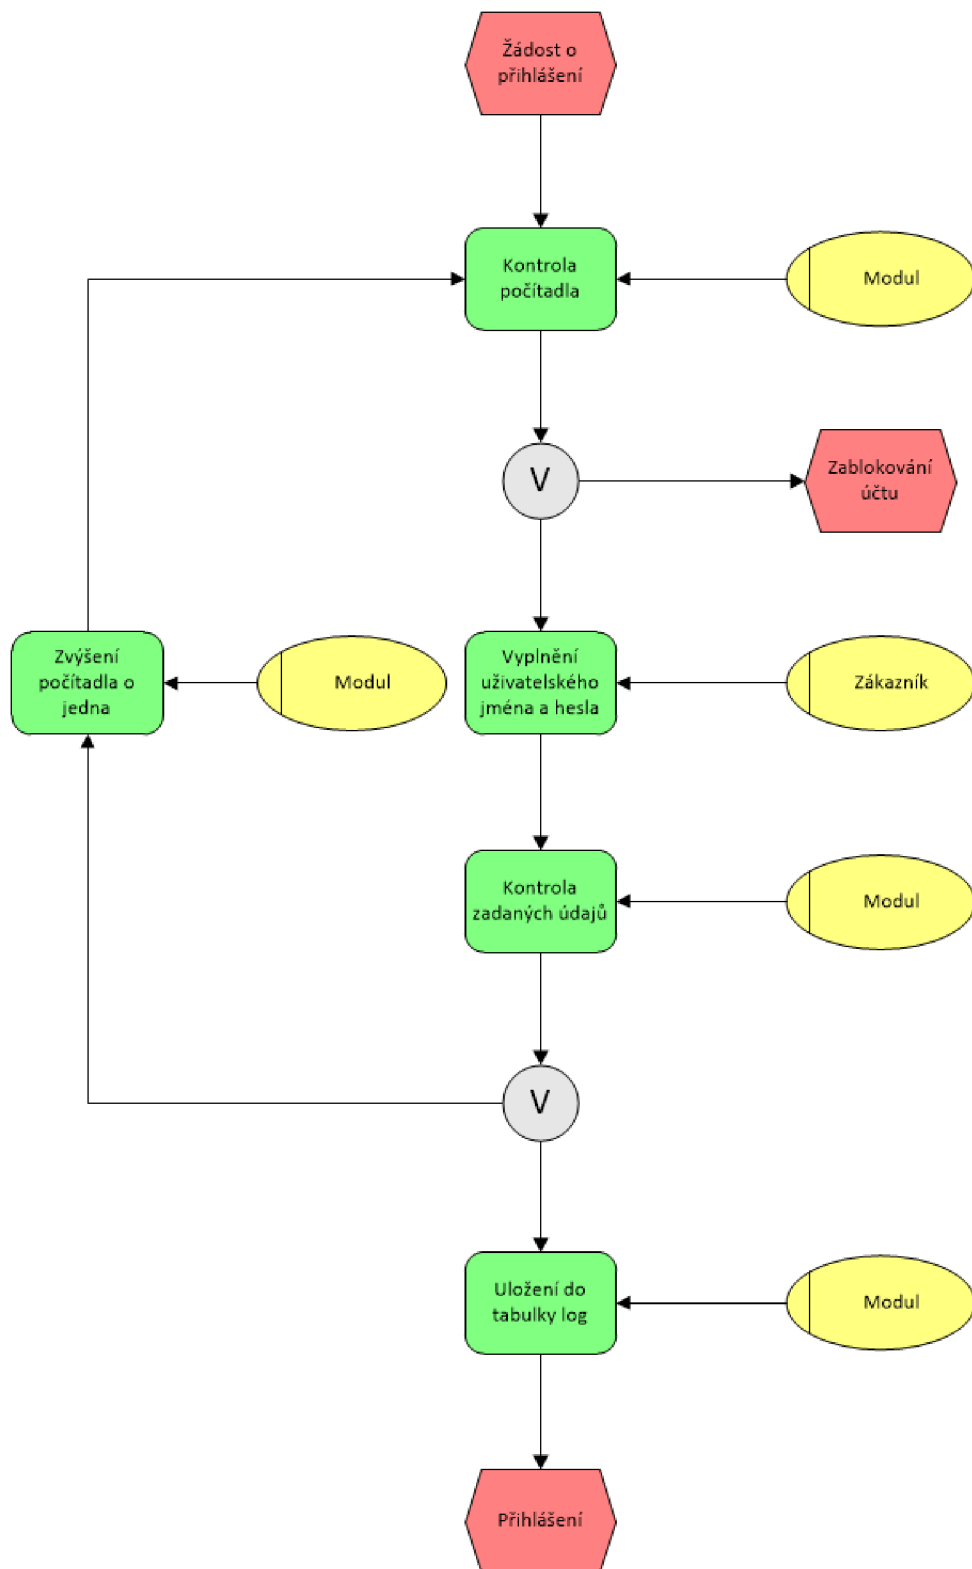 Žádost o
přihlášení
Kontrola
počítadla
Modul
V
Zablokování
účtu
Zvýšení
počítadla o
jedna
Modul
Vyplnění
uživatelského
jména a hesla
Zákazník
Kontrola
zadaných údajů
Modul
V
Uložení do
tabulky log
Modul
Přihlášení